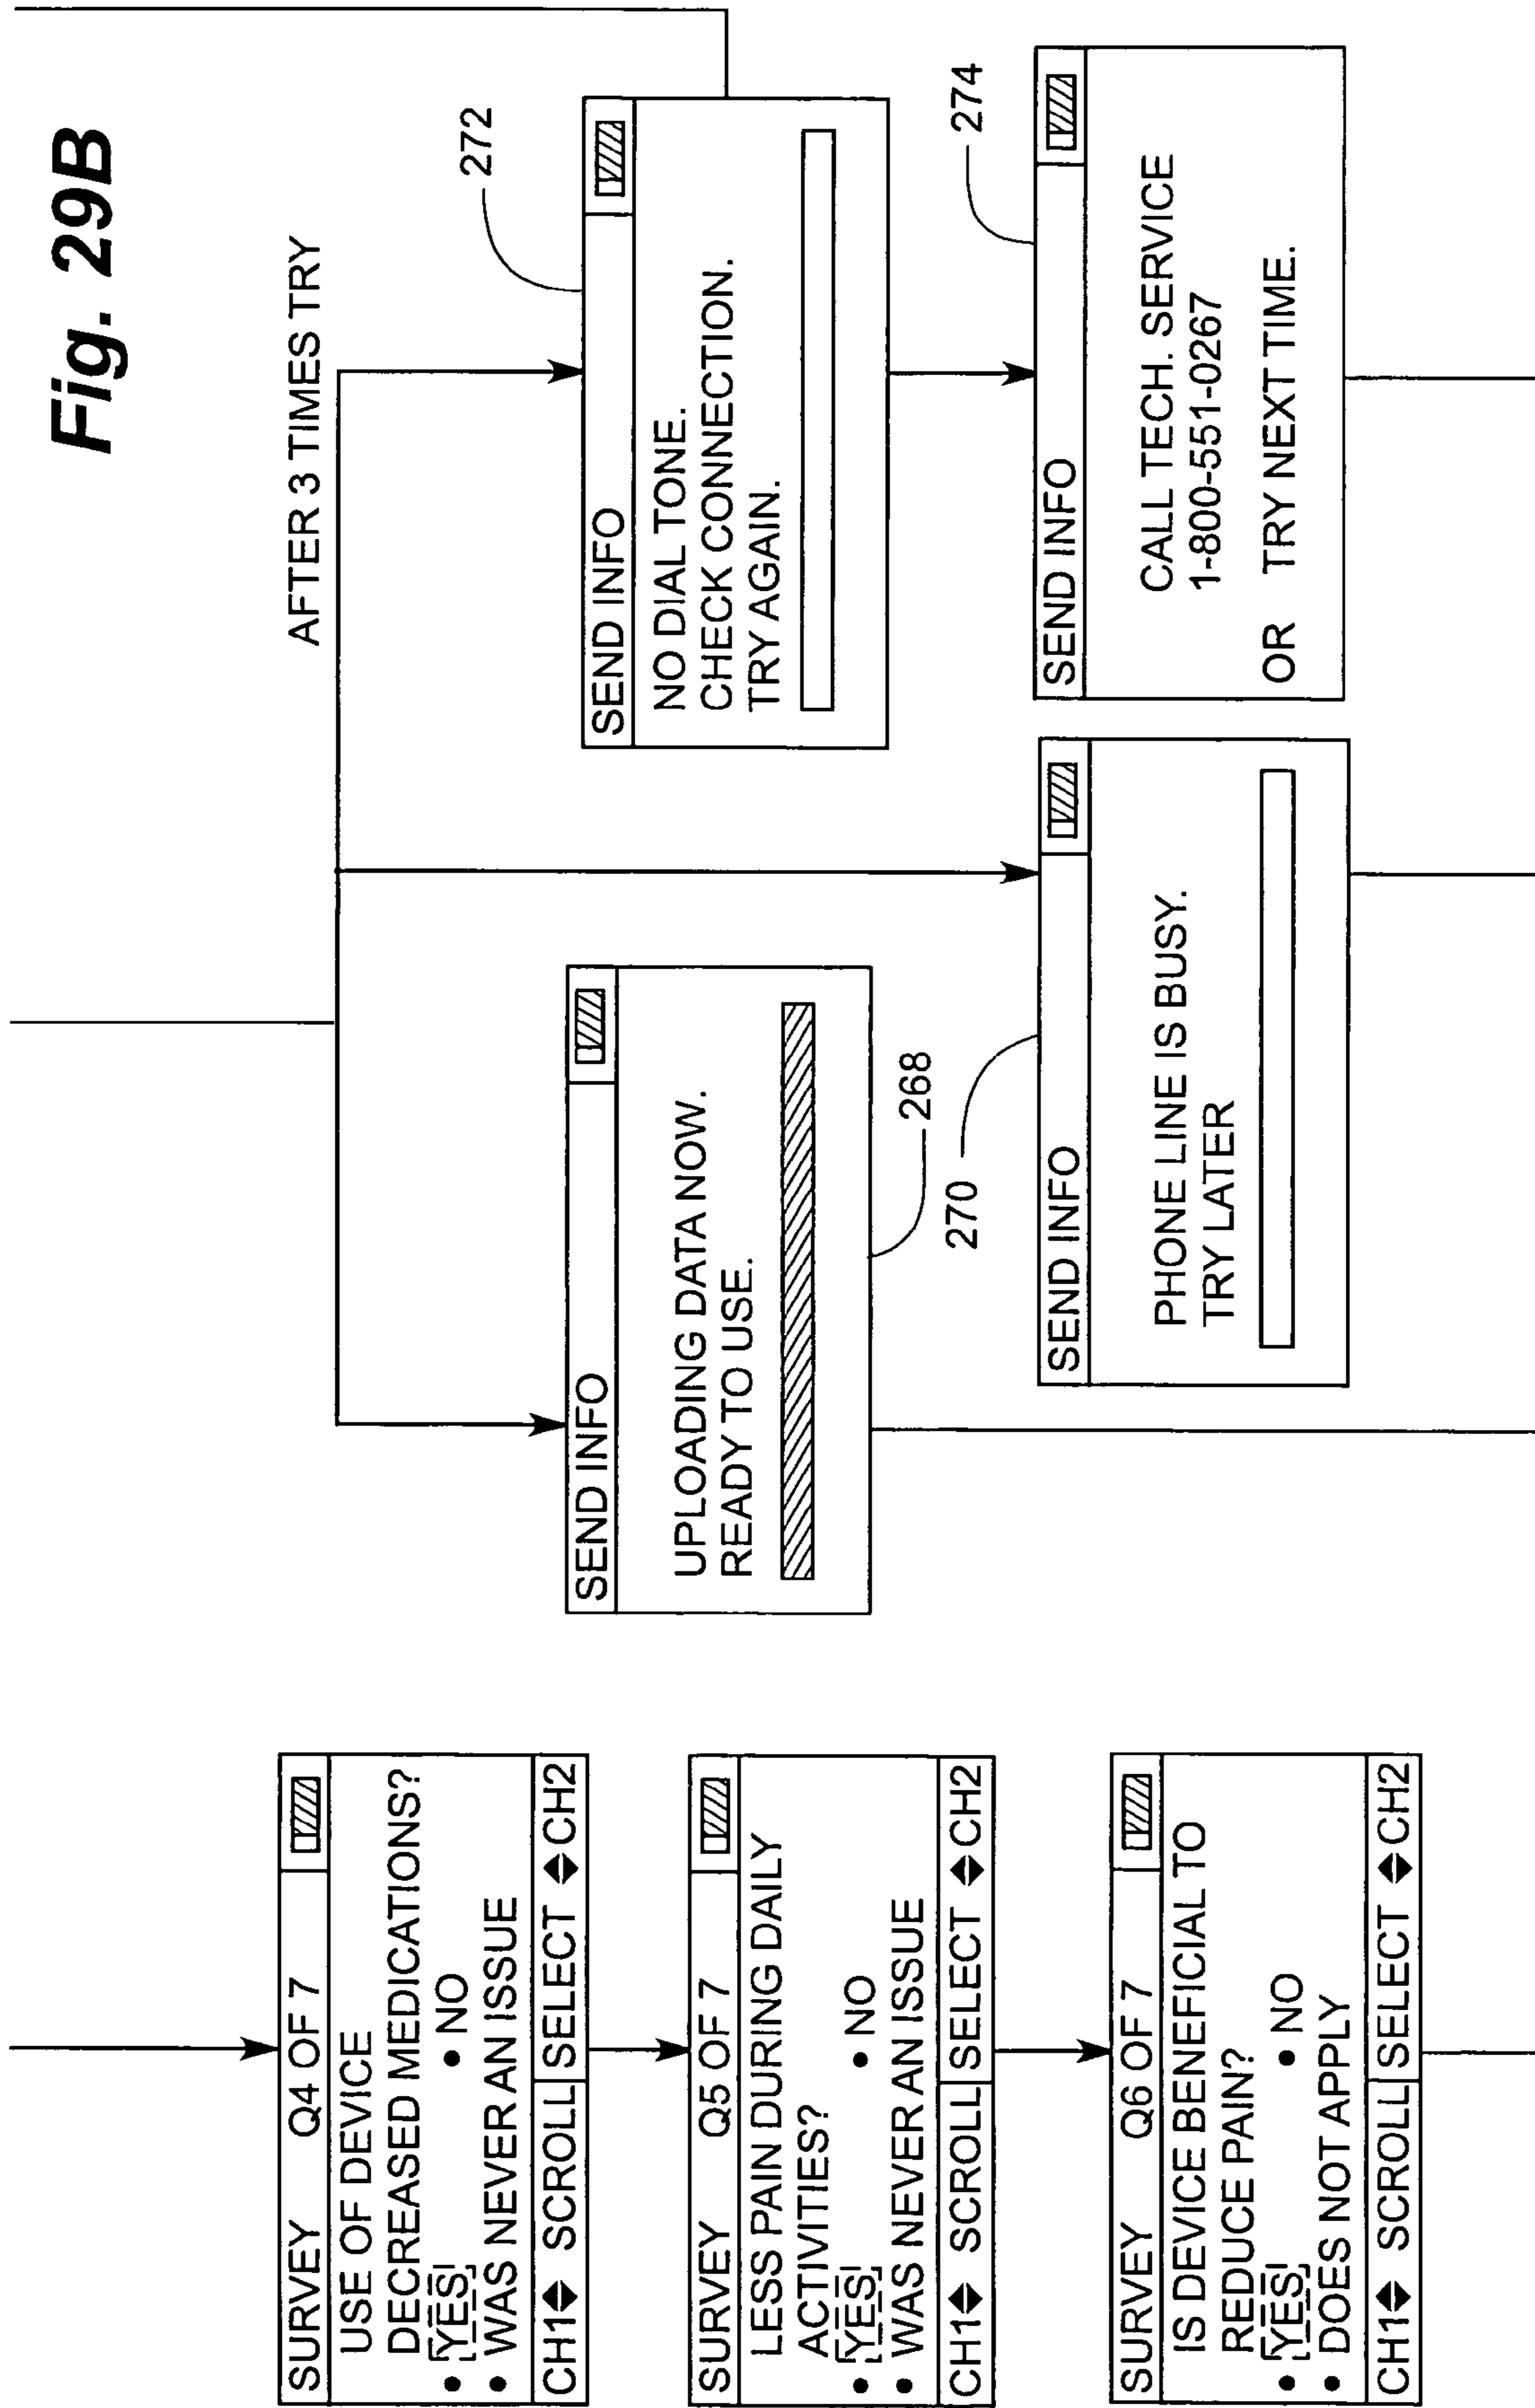 Fig. 29B
SURVEY Q4 OF 7
USE OF DEVICE
DECREASED MEDICATIONS?
• YES • NO
• WAS NEVER AN ISSUE
CH1 SCROLL SELECT CH2
SURVEY Q5 OF 7
LESS PAIN DURING DAILY
ACTIVITIES?
• YES • NO
• WAS NEVER AN ISSUE
CH1 SCROLL SELECT CH2
SURVEY Q6 OF 7
IS DEVICE BENEFICIAL TO
REDUCE PAIN?
• YES • NO
• DOES NOT APPLY
CH1 SCROLL SELECT CH2
AFTER 3 TIMES TRY
SEND INFO
UPLOADING DATA NOW.
READY TO USE.
268
272
SEND INFO
NO DIAL TONE.
CHECK CONNECTION.
TRY AGAIN.
270
SEND INFO
PHONE LINE IS BUSY.
TRY LATER
274
SEND INFO
CALL TECH. SERVICE
1-800-551-0267
OR TRY NEXT TIME.